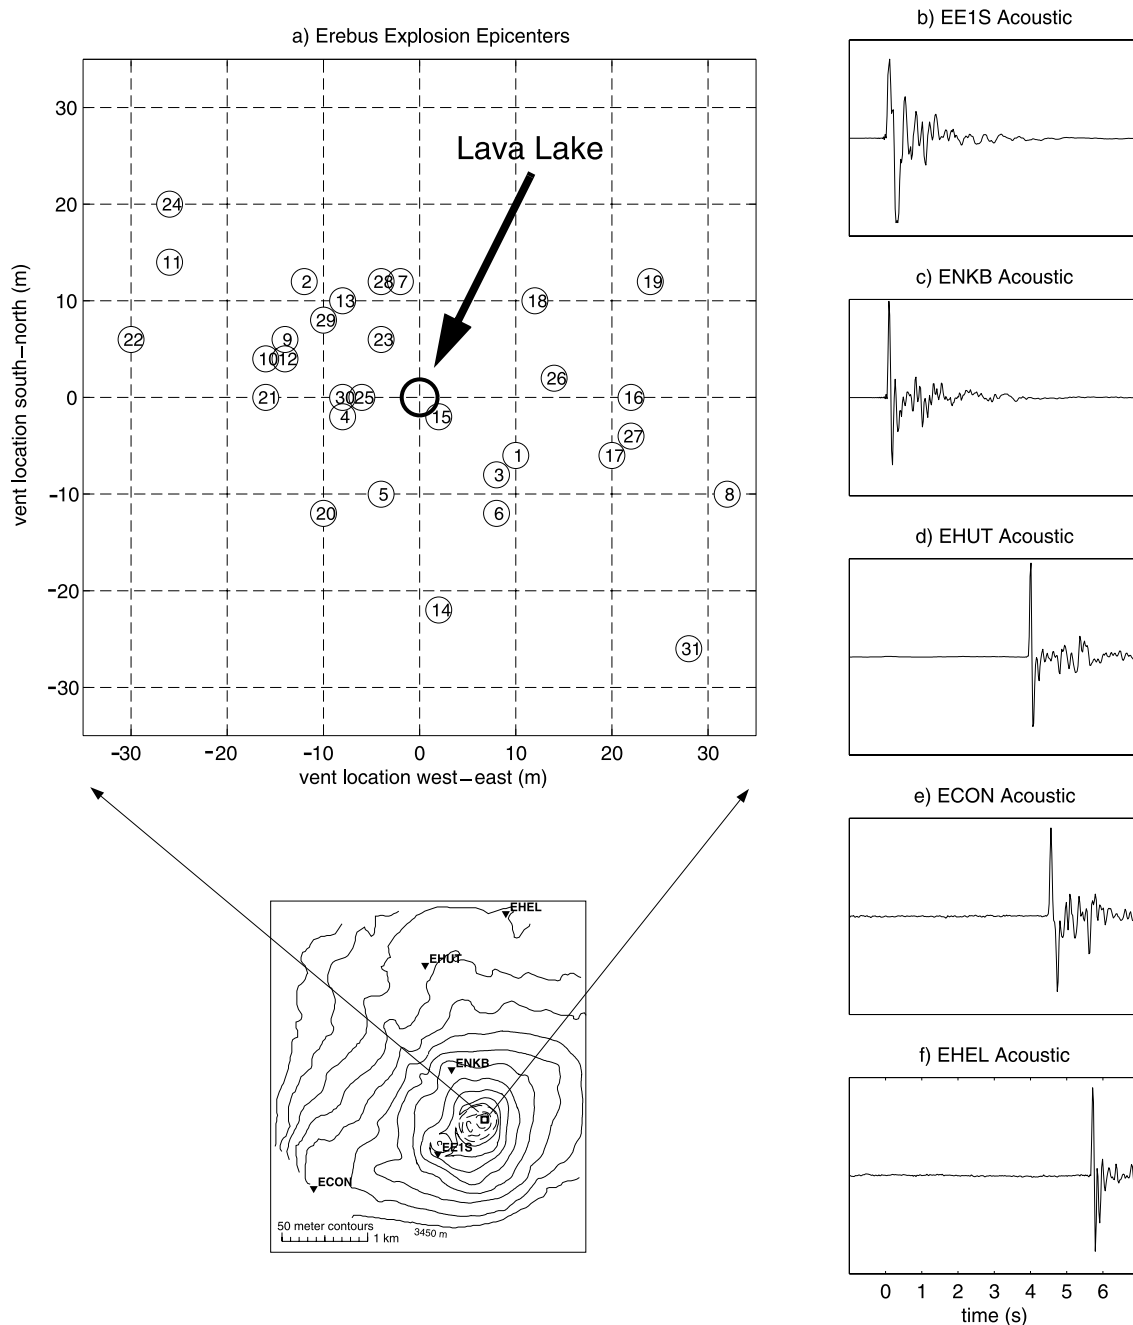 a) Erebus Explosion Epicenters
Lava Lake
vent location south−north (m)
30
20
10
0
−10
−20
−30
24
11
2
28
7
19
13
18
29
22
9
23
10
12
26
21
30
25
16
4
15
27
1
17
3
5
8
20
6
14
31
−30
−20
−10
0
10
20
30
vent location west−east (m)
EHEL
EHUT
ENKB
EE1S
ECON
50 meter contours
1 km
3450 m
b) EE1S Acoustic
c) ENKB Acoustic
d) EHUT Acoustic
e) ECON Acoustic
f) EHEL Acoustic
0 1 2 3 4 5 6
time (s)